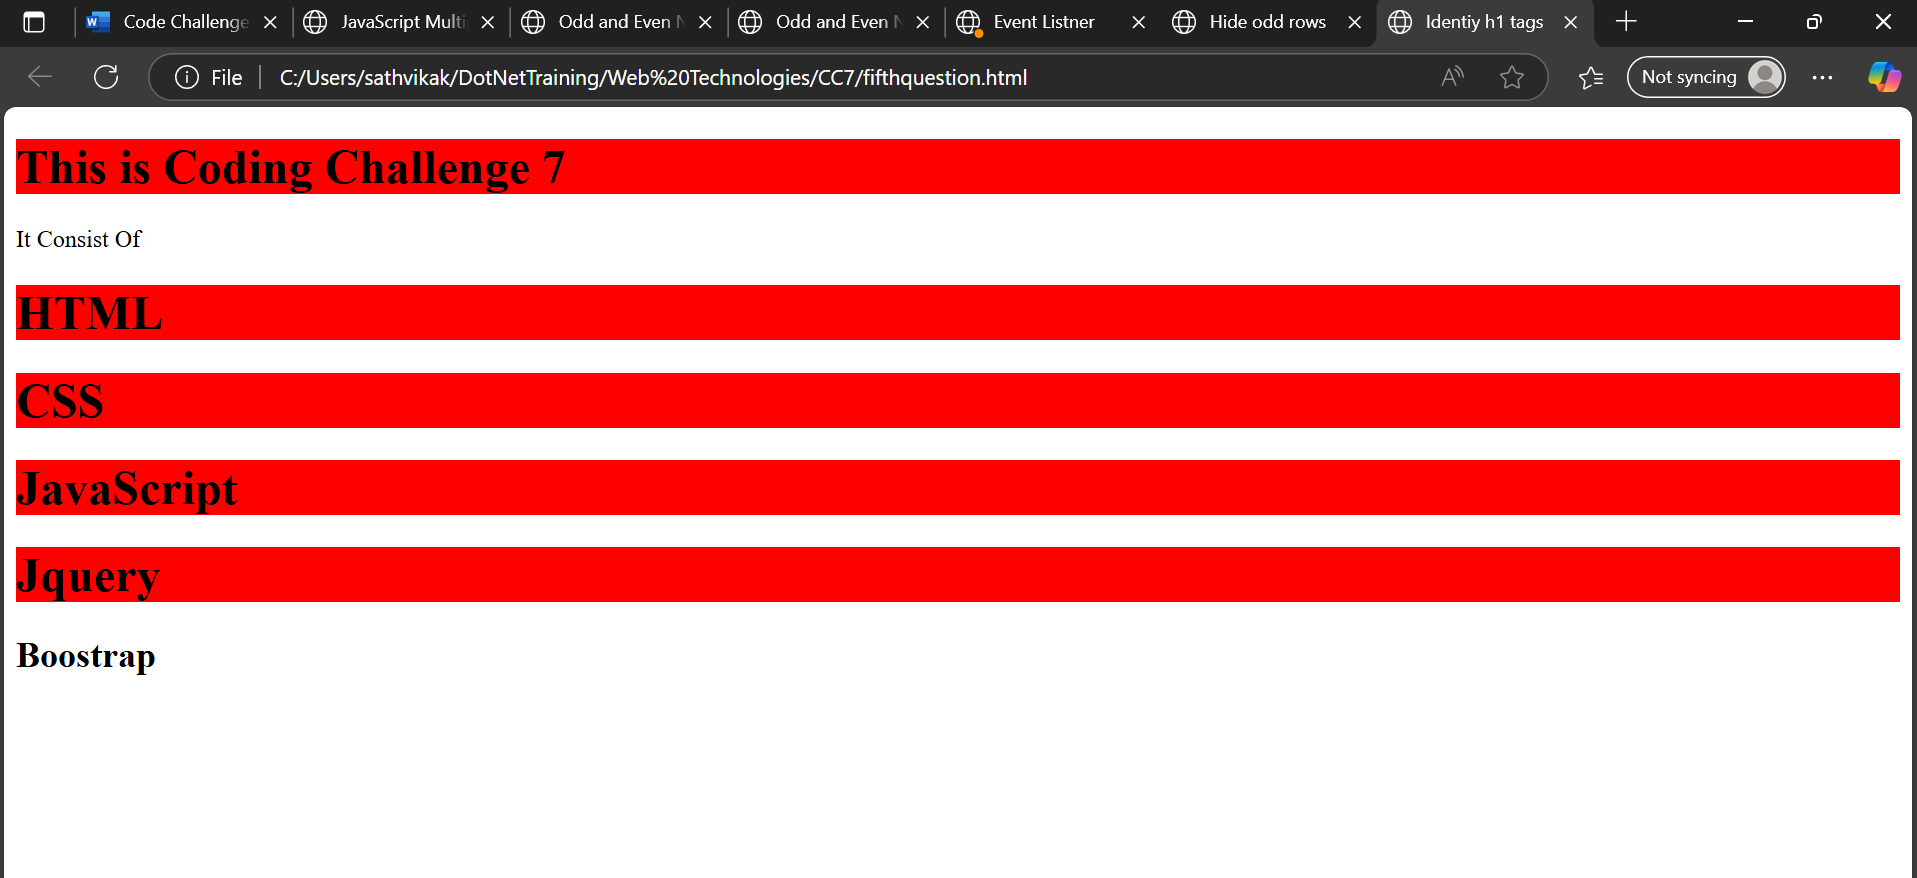 Code Challenge
JavaScript Multi
Odd and Even N
Odd and Even N
Event Listner
Hide odd rows
Identiy h1 tags
File
C:/Users/sathvikak/DotNetTraining/Web%20Technologies/CC7/fifthquestion.html
Not syncing
This is Coding Challenge 7
It Consist Of
HTML
CSS
JavaScript
Jquery
Boostrap